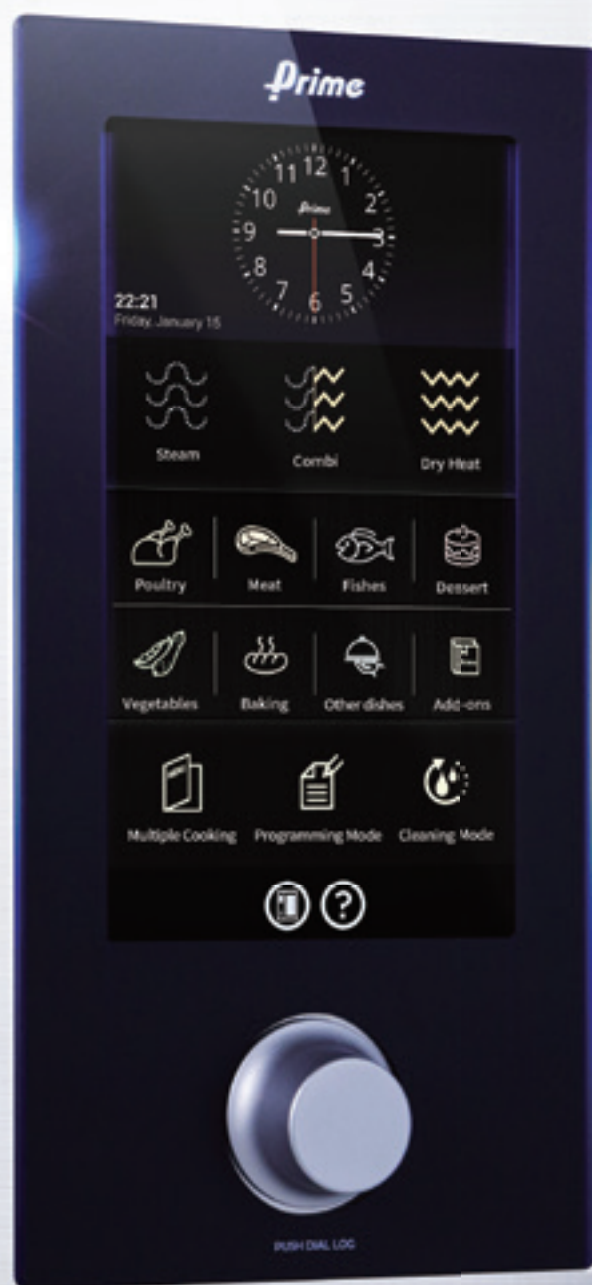 Prime
11 12 1
10 2
Prime
9 3
8 4
7 6 5
22:21
Friday, January 15
Steam Combi Dry Heat
Poultry Meat Fishes Dessert
Vegetables Baking Other dishes Add-ons
Multiple Cooking Programming Mode Cleaning Mode
?
PUSH DIAL LOG